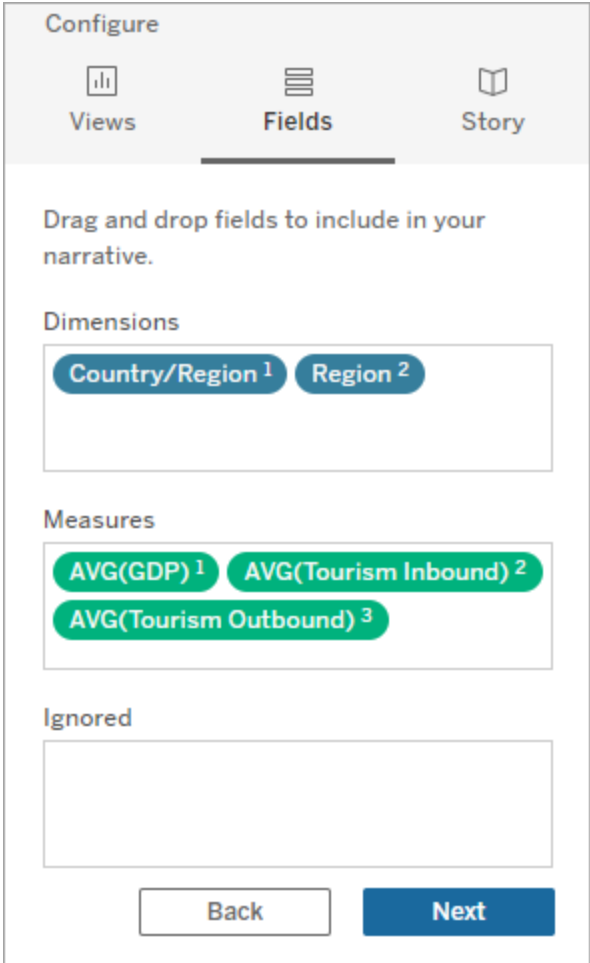 Configure
Views Fields Story
Drag and drop fields to include in your
narrative.
Dimensions
Country/Region 1 Region 2
Measures
AVG(GDP) 1 AVG(Tourism Inbound) 2
AVG(Tourism Outbound) 3
Ignored
Back Next